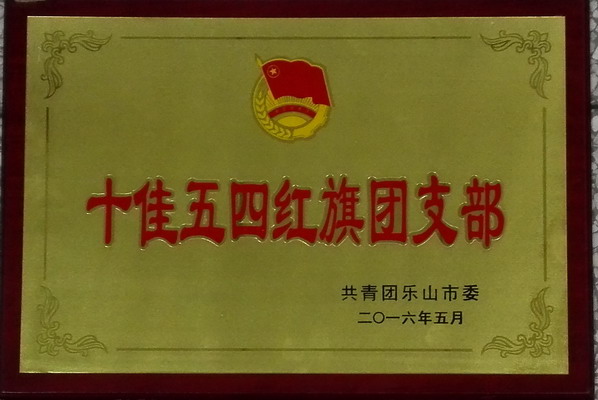 十佳五四红旗团支部
共青团乐山市委
二〇一六年五月